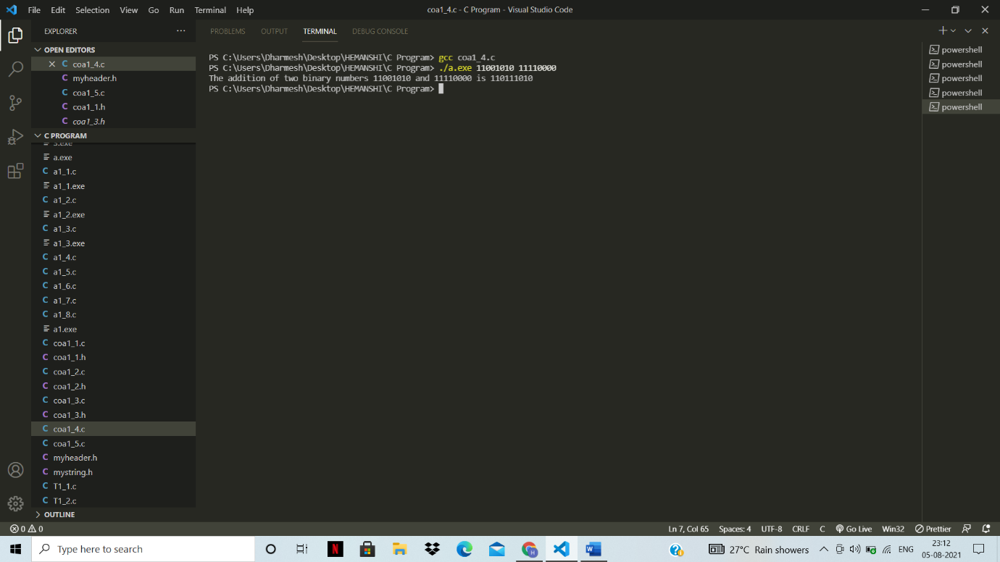 File Edit Selection View Go Run Terminal Help
coa1_4.c - C Program - Visual Studio Code
EXPLORER
OPEN EDITORS
coa1_4.c
myheader.h
coa1_5.c
coa1_1.h
coa1_3.h
C PROGRAM
3.exe
a.exe
a1_1.c
a1_1.exe
a1_2.c
a1_2.exe
a1_3.c
a1_3.exe
a1_4.c
a1_5.c
a1_6.c
a1_7.c
a1_8.c
a1.exe
coa1_1.c
coa1_1.h
coa1_2.c
coa1_2.h
coa1_3.c
coa1_3.h
coa1_4.c
coa1_5.c
myheader.h
mystring.h
T1_1.c
T1_2.c
OUTLINE
PROBLEMS OUTPUT TERMINAL DEBUG CONSOLE
PS C:\Users\Dharmesh\Desktop\HEMANSHI\C Program> gcc coa1_4.c
PS C:\Users\Dharmesh\Desktop\HEMANSHI\C Program> ./a.exe 11001010 11110000
The addition of two binary numbers 11001010 and 11110000 is 110111010
PS C:\Users\Dharmesh\Desktop\HEMANSHI\C Program>
powershell
powershell
powershell
powershell
powershell
0 0
Ln 7, Col 65 Spaces: 4 UTF-8 CRLF C Go Live Win32 Prettier
Type here to search
27°C Rain showers
ENG
23:12
05-08-2021